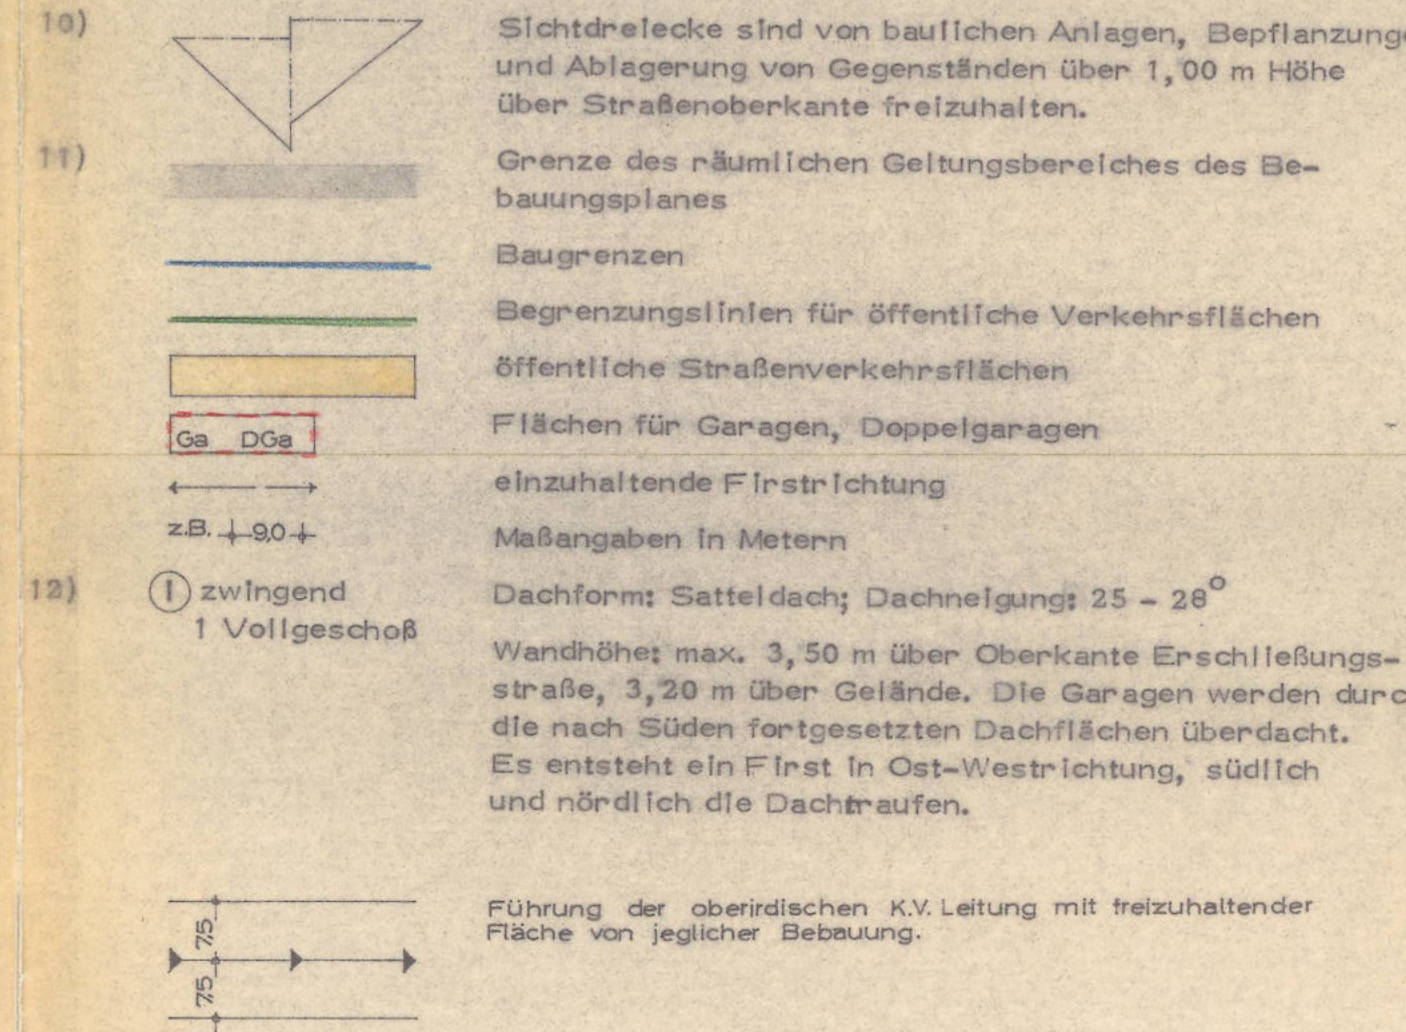 10)
Sichtdreiecke sind von baulichen Anlagen, Bepflanzung
und Ablagerung von Gegenständen über 1,00 m Höhe
über Straßenoberkante freizuhalten.
11)
Grenze des räumlichen Geltungsbereiches des Be-
bauungsplanes
Baugrenzen
Begrenzungslinien für öffentliche Verkehrsflächen
öffentliche Straßenverkehrsflächen
Ga DGa
Flächen für Garagen, Doppelgaragen
einzuhaltende Firstrichtung
z.B. 9,0
Maßangaben in Metern
12)
I zwingend
1 Vollgeschoß
Dachform: Satteldach; Dachneigung: 25 - 28°
Wandhöhe: max. 3,50 m über Oberkante Erschließungs-
straße, 3,20 m über Gelände. Die Garagen werden durc
die nach Süden fortgesetzten Dachflächen überdacht.
Es entsteht ein First in Ost-Westrichtung, südlich
und nördlich die Dachtraufen.
7,5
7,5
Führung der oberirdischen K.V. Leitung mit freizuhaltender
Fläche von jeglicher Bebauung.